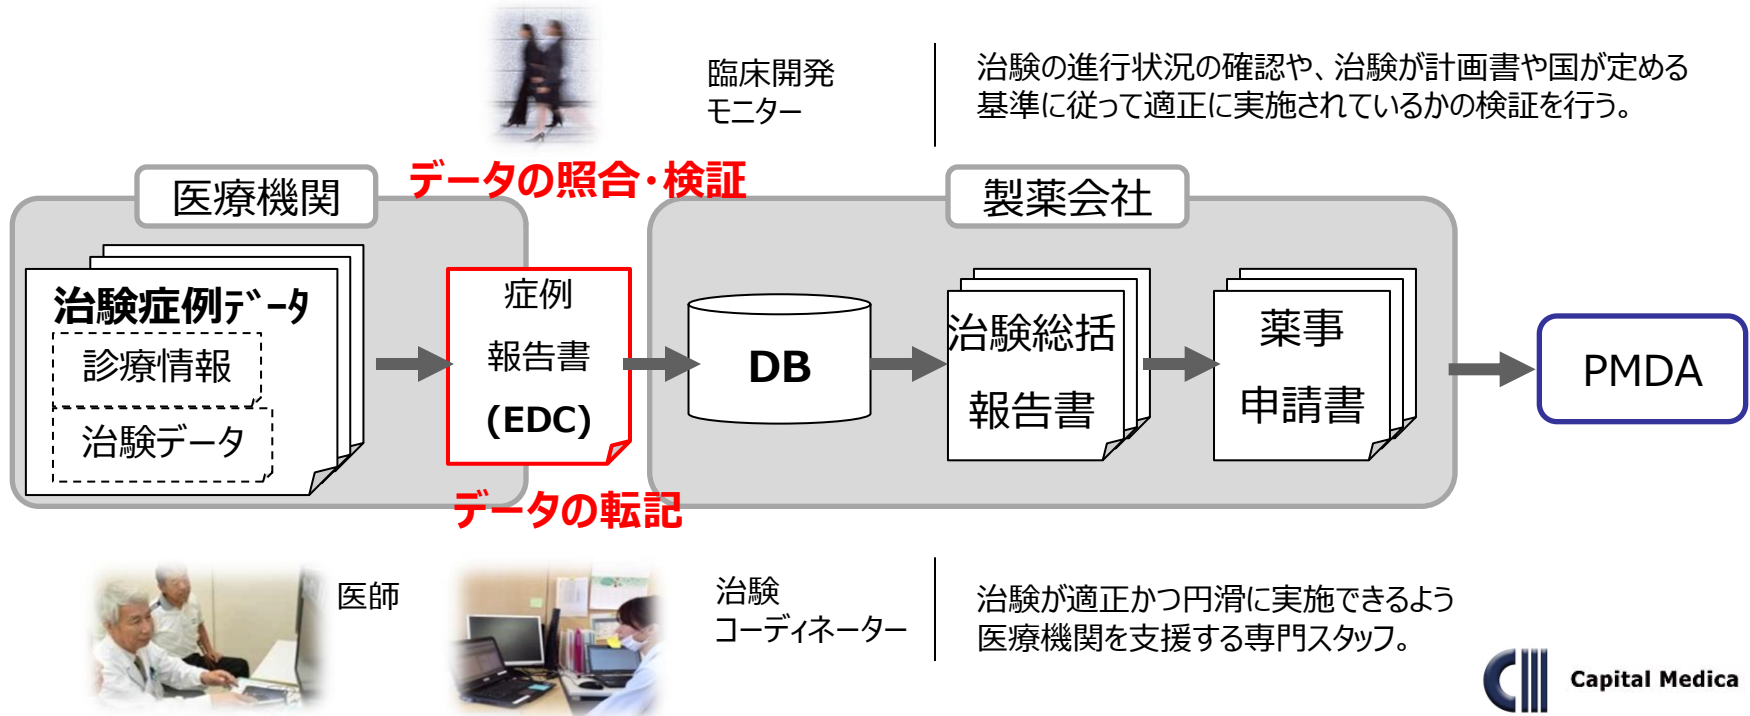 臨床開発
モニター
治験の進行状況の確認や、治験が計画書や国が定める
基準に従って適正に実施されているかの検証を行う。
データの照合・検証
医療機関
製薬会社
治験症例データ
診療情報
治験データ
症例
報告書
(EDC)
DB
治験総括
報告書
薬事
申請書
PMDA
データの転記
医師
治験
コーディネーター
治験が適正かつ円滑に実施できるよう
医療機関を支援する専門スタッフ。
Capital Medica